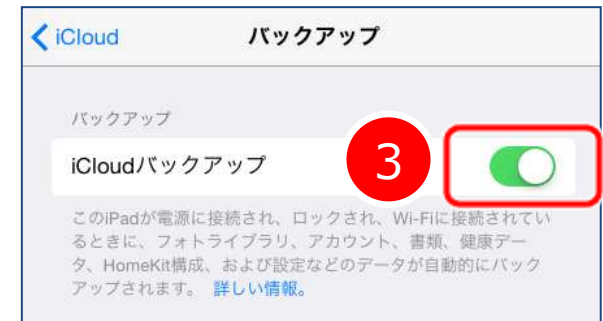 iCloud バックアップ
バックアップ
iCloudバックアップ 3
このiPadが電源に接続され、ロックされ、Wi-Fiに接続されてい
るときに、フォトライブラリ、アカウント、書類、健康デー
タ、HomeKit構成、および設定などのデータが自動的にバック
アップされます。 詳しい情報。